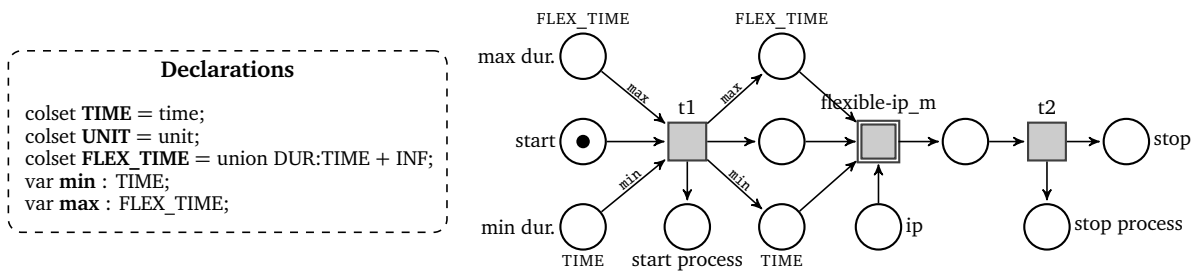 Declarations
colset TIME = time;
colset UNIT = unit;
colset FLEX_TIME = union DUR:TIME + INF;
var min : TIME;
var max : FLEX_TIME;
FLEX_TIME
FLEX_TIME
max dur.
max
max
t1
flexible-ip_m
t2
start
stop
min
min
min dur.
ip
stop process
TIME
start process
TIME